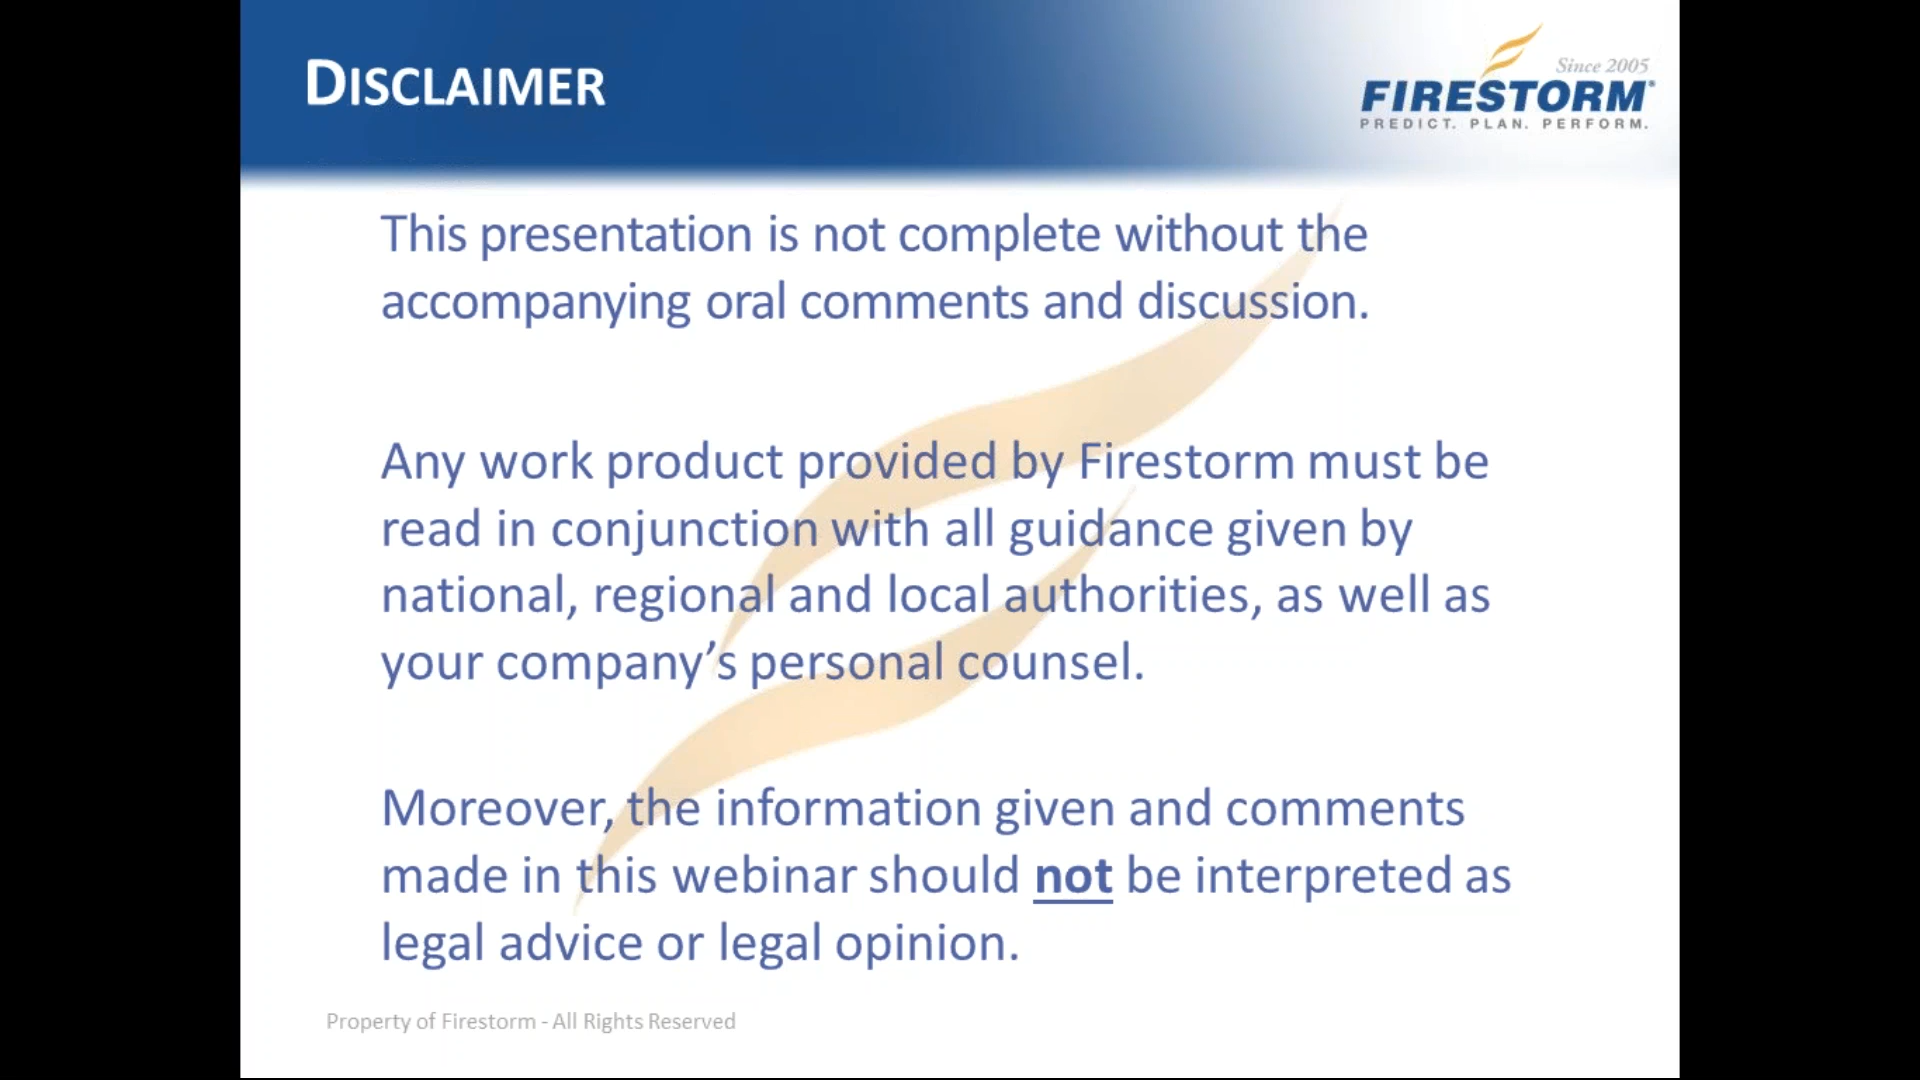 DISCLAIMER
Since 2005
FIRESTORM®
PREDICT. PLAN. PERFORM.
This presentation is not complete without the
accompanying oral comments and discussion.
Any work product provided by Firestorm must be
read in conjunction with all guidance given by
national, regional and local authorities, as well as
your company’s personal counsel.
Moreover, the information given and comments
made in this webinar should not be interpreted as
legal advice or legal opinion.
Property of Firestorm - All Rights Reserved